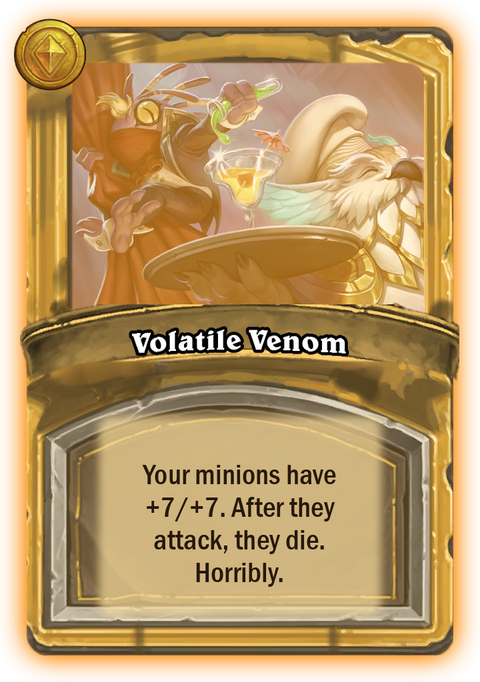 Volatile Venom
Your minions have
+7/+7. After they
attack, they die.
Horribly.